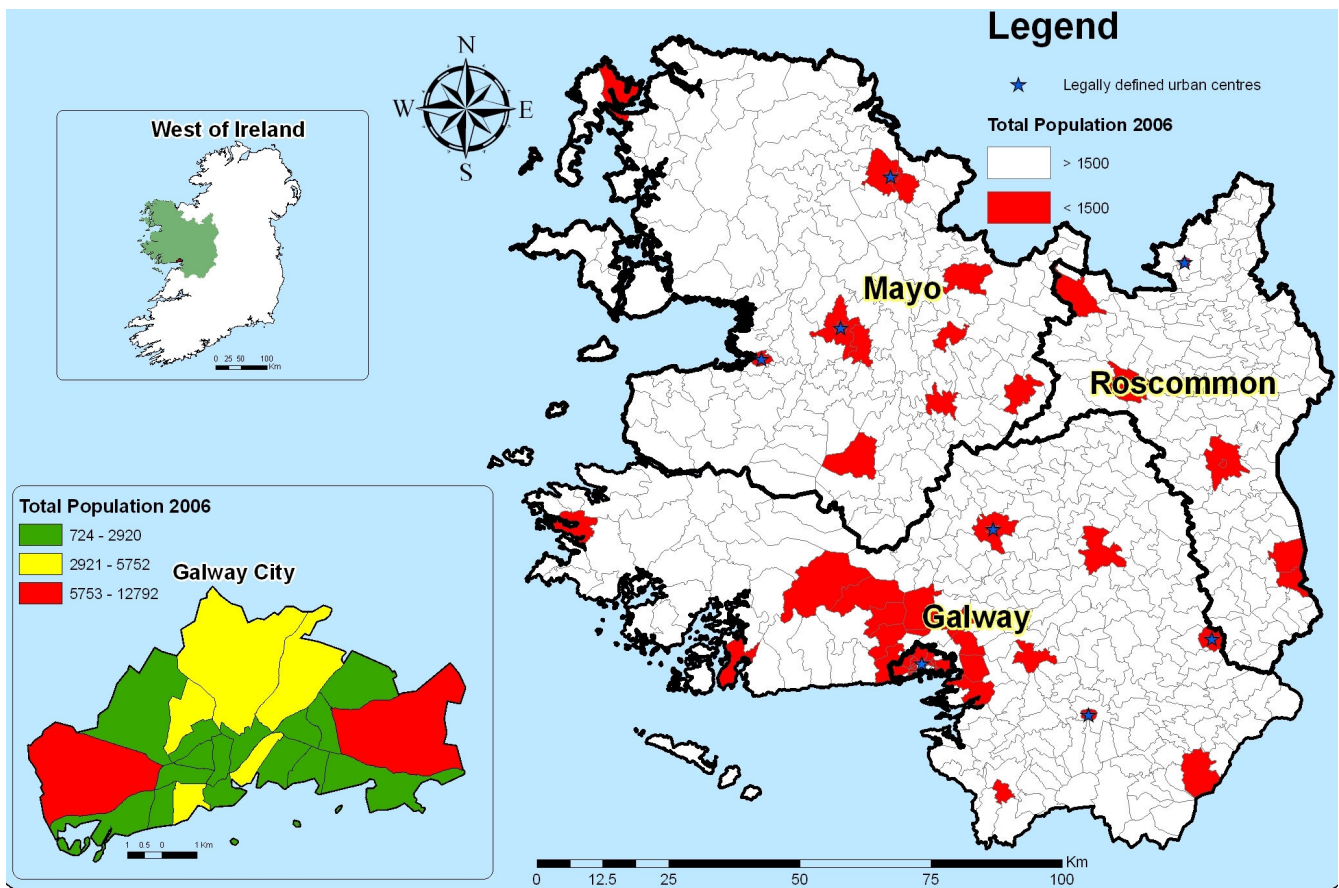 Legend
Legally defined urban centres
Total Population 2006
> 1500
< 1500
N
W E
S
West of Ireland
0 25 50 100
Km
Mayo
Roscommon
Galway
Total Population 2006
724 - 2920
2921 - 5752
5753 - 12792
Galway City
1 0.5 0 1 Km
Km
0 12.5 25 50 75 100